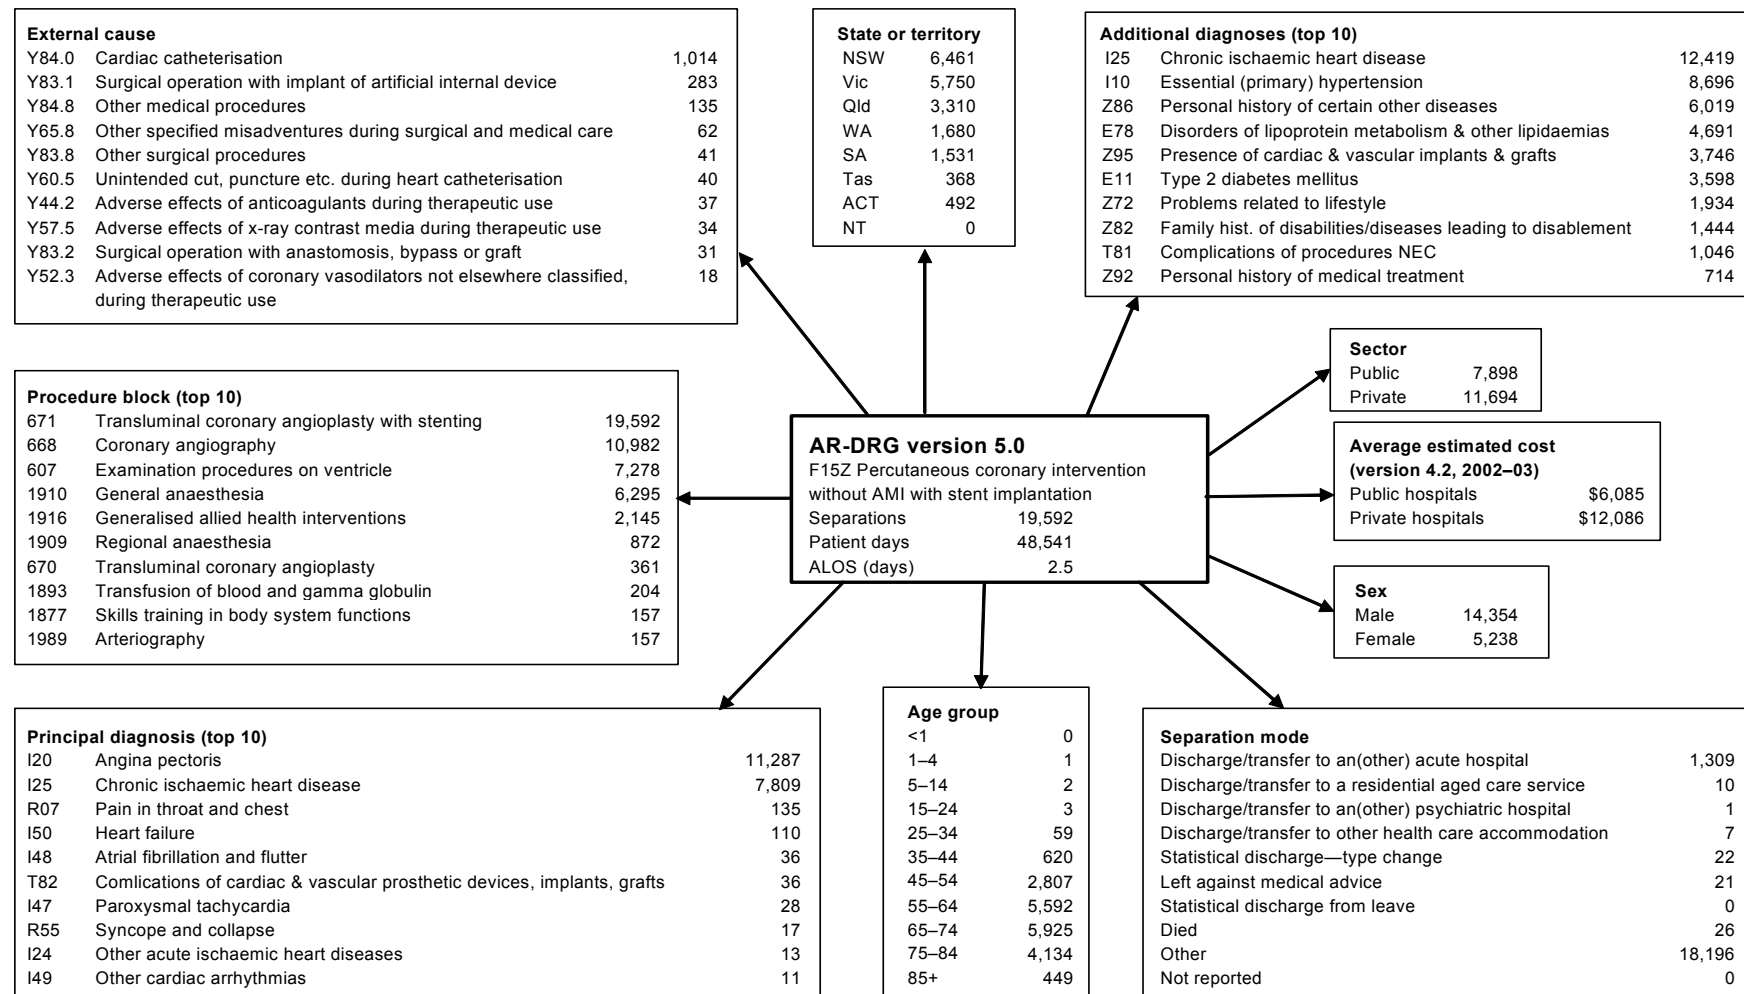 External cause
Y84.0 Cardiac catheterisation 1,014
Y83.1 Surgical operation with implant of artificial internal device 283
Y84.8 Other medical procedures 135
Y65.8 Other specified misadventures during surgical and medical care 62
Y83.8 Other surgical procedures 41
Y60.5 Unintended cut, puncture etc. during heart catheterisation 40
Y44.2 Adverse effects of anticoagulants during therapeutic use 37
Y57.5 Adverse effects of x-ray contrast media during therapeutic use 34
Y83.2 Surgical operation with anastomosis, bypass or graft 31
Y52.3 Adverse effects of coronary vasodilators not elsewhere classified, 18
during therapeutic use
State or territory
NSW 6,461
Vic 5,750
Qld 3,310
WA 1,680
SA 1,531
Tas 368
ACT 492
NT 0
Additional diagnoses (top 10)
I25 Chronic ischaemic heart disease 12,419
I10 Essential (primary) hypertension 8,696
Z86 Personal history of certain other diseases 6,019
E78 Disorders of lipoprotein metabolism & other lipidaemias 4,691
Z95 Presence of cardiac & vascular implants & grafts 3,746
E11 Type 2 diabetes mellitus 3,598
Z72 Problems related to lifestyle 1,934
Z82 Family hist. of disabilities/diseases leading to disablement 1,444
T81 Complications of procedures NEC 1,046
Z92 Personal history of medical treatment 714
Procedure block (top 10)
671 Transluminal coronary angioplasty with stenting 19,592
668 Coronary angiography 10,982
607 Examination procedures on ventricle 7,278
1910 General anaesthesia 6,295
1916 Generalised allied health interventions 2,145
1909 Regional anaesthesia 872
670 Transluminal coronary angioplasty 361
1893 Transfusion of blood and gamma globulin 204
1877 Skills training in body system functions 157
1989 Arteriography 157
AR-DRG version 5.0
F15Z Percutaneous coronary intervention
without AMI with stent implantation
Separations 19,592
Patient days 48,541
ALOS (days) 2.5
Sector
Public 7,898
Private 11,694
Average estimated cost
(version 4.2, 2002–03)
Public hospitals $6,085
Private hospitals $12,086
Sex
Male 14,354
Female 5,238
Principal diagnosis (top 10)
I20 Angina pectoris 11,287
I25 Chronic ischaemic heart disease 7,809
R07 Pain in throat and chest 135
I50 Heart failure 110
I48 Atrial fibrillation and flutter 36
T82 Comlications of cardiac & vascular prosthetic devices, implants, grafts 36
I47 Paroxysmal tachycardia 28
R55 Syncope and collapse 17
I24 Other acute ischaemic heart diseases 13
I49 Other cardiac arrhythmias 11
Age group
<1 0
1–4 1
5–14 2
15–24 3
25–34 59
35–44 620
45–54 2,807
55–64 5,592
65–74 5,925
75–84 4,134
85+ 449
Separation mode
Discharge/transfer to an(other) acute hospital 1,309
Discharge/transfer to a residential aged care service 10
Discharge/transfer to an(other) psychiatric hospital 1
Discharge/transfer to other health care accommodation 7
Statistical discharge—type change 22
Left against medical advice 21
Statistical discharge from leave 0
Died 26
Other 18,196
Not reported 0